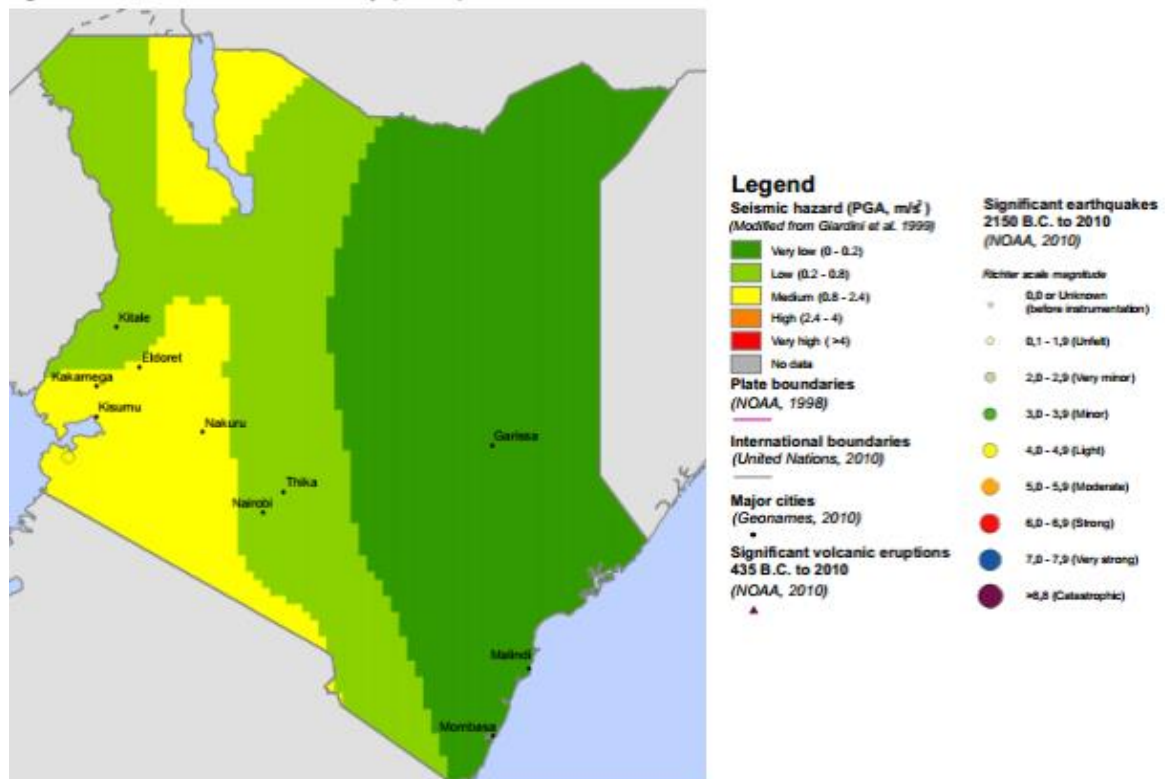 Kitale
Eldoret
Kakamega
Kisumu
Nakuru
Garissa
Thika
Nairobi
Malindi
Mombasa
Legend
Seismic hazard (PGA, m/s²)
(Modified from Giardini et al. 1999)
Very low (0 - 0.2)
Low (0.2 - 0.8)
Medium (0.8 - 2.4)
High (2.4 - 4)
Very high ( >4)
No data
Plate boundaries
(NOAA, 1998)
International boundaries
(United Nations, 2010)
Major cities
(Geonames, 2010)
Significant volcanic eruptions
435 B.C. to 2010
(NOAA, 2010)
Significant earthquakes
2150 B.C. to 2010
(NOAA, 2010)
Richter scale magnitude
0,0 or Unknown
(before instrumentation)
0,1 - 1,9 (Unfelt)
2,0 - 2,9 (Very minor)
3,0 - 3,9 (Minor)
4,0 - 4,9 (Light)
5,0 - 5,9 (Moderate)
6,0 - 6,9 (Strong)
7,0 - 7,9 (Very strong)
(Catastrophic)